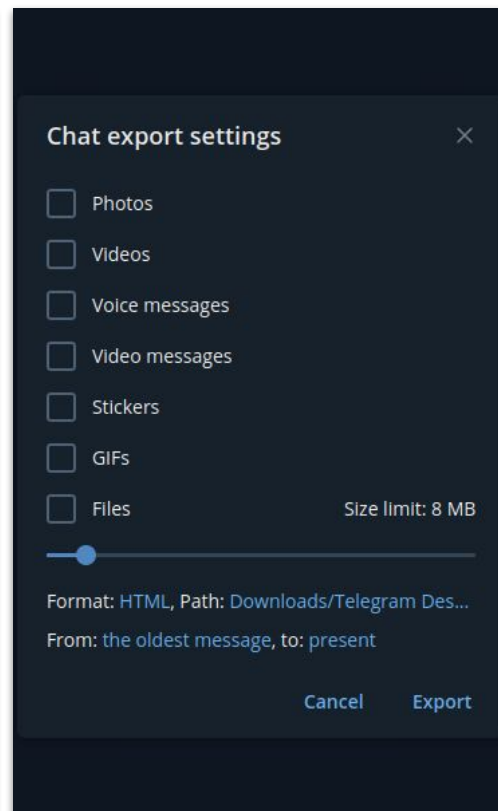 Chat export settings
Photos
Videos
Voice messages
Video messages
Stickers
GIFs
Files Size limit: 8 MB
Format: HTML, Path: Downloads/Telegram Des...
From: the oldest message, to: present
Cancel Export